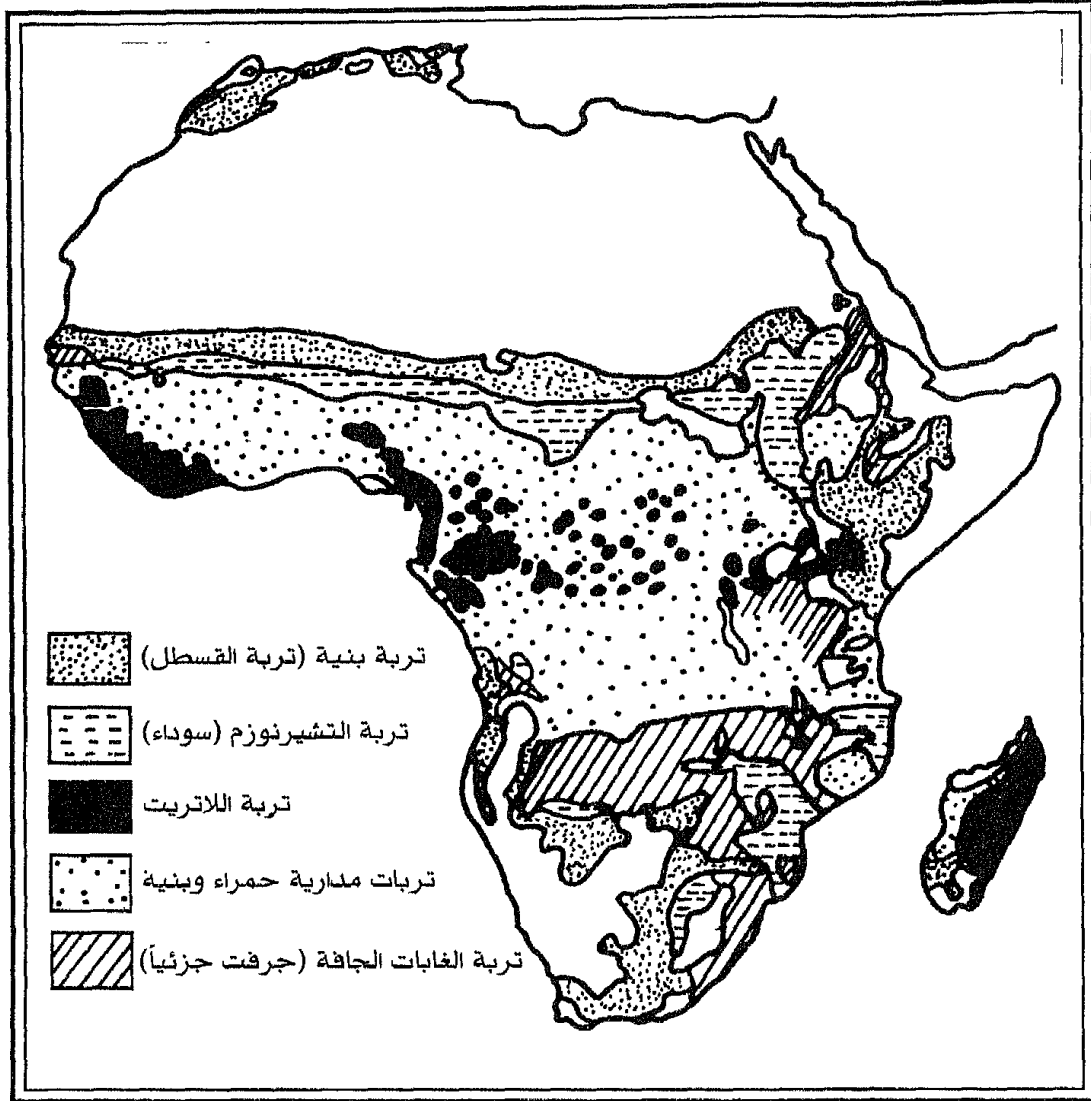 تربة بنية (تربة القسطل)
تربة التشيرنوزم (سوداء)
تربة اللاتريت
تربات مدارية حمراء وبنية
تربة الغابات الجافة (جرفت جزئياً)